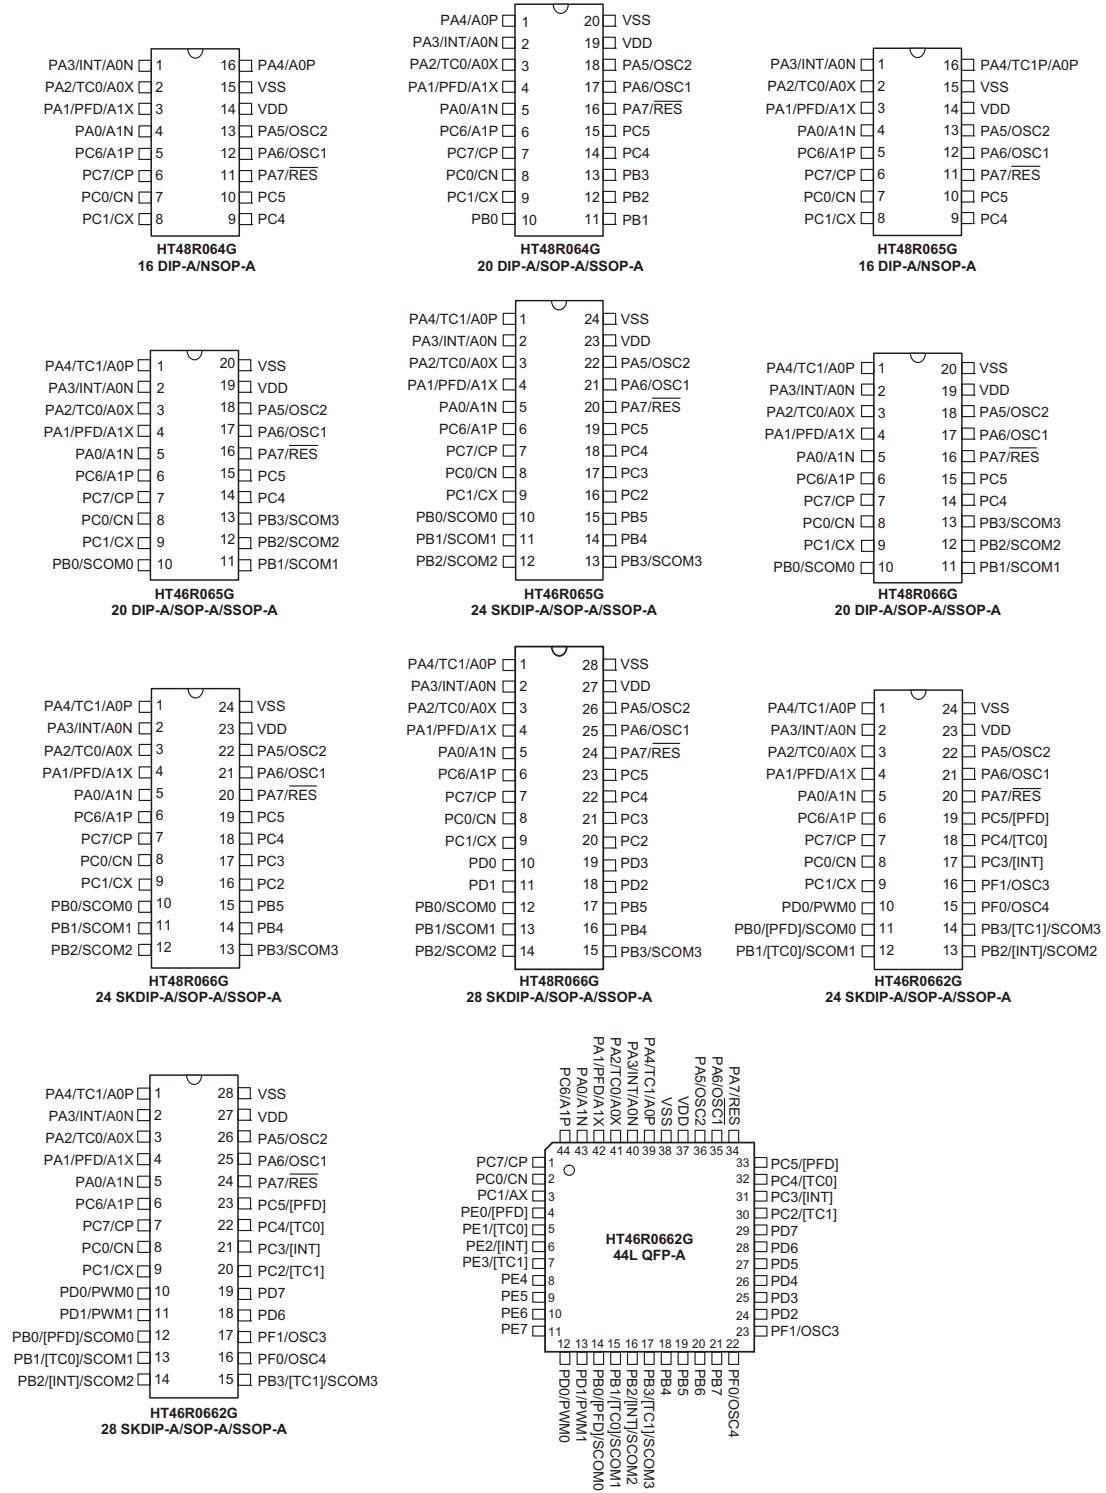 PA3/INT/A0N 1 16 PA4/A0P
PA2/TC0/A0X 2 15 VSS
PA1/PFD/A1X 3 14 VDD
PA0/A1N 4 13 PA5/OSC2
PC6/A1P 5 12 PA6/OSC1
PC7/CP 6 11 PA7/RES
PC0/CN 7 10 PC5
PC1/CX 8 9 PC4
HT48R064G
16 DIP-A/NSOP-A
PA4/A0P 1 20 VSS
PA3/INT/A0N 2 19 VDD
PA2/TC0/A0X 3 18 PA5/OSC2
PA1/PFD/A1X 4 17 PA6/OSC1
PA0/A1N 5 16 PA7/RES
PC6/A1P 6 15 PC5
PC7/CP 7 14 PC4
PC0/CN 8 13 PB3
PC1/CX 9 12 PB2
PB0 10 11 PB1
HT48R064G
20 DIP-A/SOP-A/SSOP-A
PA3/INT/A0N 1 16 PA4/TC1P/A0P
PA2/TC0/A0X 2 15 VSS
PA1/PFD/A1X 3 14 VDD
PA0/A1N 4 13 PA5/OSC2
PC6/A1P 5 12 PA6/OSC1
PC7/CP 6 11 PA7/RES
PC0/CN 7 10 PC5
PC1/CX 8 9 PC4
HT48R065G
16 DIP-A/NSOP-A
PA4/TC1/A0P 1 20 VSS
PA3/INT/A0N 2 19 VDD
PA2/TC0/A0X 3 18 PA5/OSC2
PA1/PFD/A1X 4 17 PA6/OSC1
PA0/A1N 5 16 PA7/RES
PC6/A1P 6 15 PC5
PC7/CP 7 14 PC4
PC0/CN 8 13 PB3/SCOM3
PC1/CX 9 12 PB2/SCOM2
PB0/SCOM0 10 11 PB1/SCOM1
HT46R065G
20 DIP-A/SOP-A/SSOP-A
PA4/TC1/A0P 1 24 VSS
PA3/INT/A0N 2 23 VDD
PA2/TC0/A0X 3 22 PA5/OSC2
PA1/PFD/A1X 4 21 PA6/OSC1
PA0/A1N 5 20 PA7/RES
PC6/A1P 6 19 PC5
PC7/CP 7 18 PC4
PC0/CN 8 17 PC3
PC1/CX 9 16 PC2
PB0/SCOM0 10 15 PB5
PB1/SCOM1 11 14 PB4
PB2/SCOM2 12 13 PB3/SCOM3
HT46R065G
24 SKDIP-A/SOP-A/SSOP-A
PA4/TC1/A0P 1 20 VSS
PA3/INT/A0N 2 19 VDD
PA2/TC0/A0X 3 18 PA5/OSC2
PA1/PFD/A1X 4 17 PA6/OSC1
PA0/A1N 5 16 PA7/RES
PC6/A1P 6 15 PC5
PC7/CP 7 14 PC4
PC0/CN 8 13 PB3/SCOM3
PC1/CX 9 12 PB2/SCOM2
PB0/SCOM0 10 11 PB1/SCOM1
HT48R066G
20 DIP-A/SOP-A/SSOP-A
PA4/TC1/A0P 1 24 VSS
PA3/INT/A0N 2 23 VDD
PA2/TC0/A0X 3 22 PA5/OSC2
PA1/PFD/A1X 4 21 PA6/OSC1
PA0/A1N 5 20 PA7/RES
PC6/A1P 6 19 PC5
PC7/CP 7 18 PC4
PC0/CN 8 17 PC3
PC1/CX 9 16 PC2
PB0/SCOM0 10 15 PB5
PB1/SCOM1 11 14 PB4
PB2/SCOM2 12 13 PB3/SCOM3
HT48R066G
24 SKDIP-A/SOP-A/SSOP-A
PA4/TC1/A0P 1 28 VSS
PA3/INT/A0N 2 27 VDD
PA2/TC0/A0X 3 26 PA5/OSC2
PA1/PFD/A1X 4 25 PA6/OSC1
PA0/A1N 5 24 PA7/RES
PC6/A1P 6 23 PC5
PC7/CP 7 22 PC4
PC0/CN 8 21 PC3
PC1/CX 9 20 PC2
PD0 10 19 PD3
PD1 11 18 PD2
PB0/SCOM0 12 17 PB5
PB1/SCOM1 13 16 PB4
PB2/SCOM2 14 15 PB3/SCOM3
HT48R066G
28 SKDIP-A/SOP-A/SSOP-A
PA4/TC1/A0P 1 24 VSS
PA3/INT/A0N 2 23 VDD
PA2/TC0/A0X 3 22 PA5/OSC2
PA1/PFD/A1X 4 21 PA6/OSC1
PA0/A1N 5 20 PA7/RES
PC6/A1P 6 19 PC5/[PFD]
PC7/CP 7 18 PC4/[TC0]
PC0/CN 8 17 PC3/[INT]
PC1/CX 9 16 PF1/OSC3
PD0/PWM0 10 15 PF0/OSC4
PB0/[PFD]/SCOM0 11 14 PB3/[TC1]/SCOM3
PB1/[TC0]/SCOM1 12 13 PB2/[INT]/SCOM2
HT46R0662G
24 SKDIP-A/SOP-A/SSOP-A
PA4/TC1/A0P 1 28 VSS
PA3/INT/A0N 2 27 VDD
PA2/TC0/A0X 3 26 PA5/OSC2
PA1/PFD/A1X 4 25 PA6/OSC1
PA0/A1N 5 24 PA7/RES
PC6/A1P 6 23 PC5/[PFD]
PC7/CP 7 22 PC4/[TC0]
PC0/CN 8 21 PC3/[INT]
PC1/CX 9 20 PC2/[TC1]
PD0/PWM0 10 19 PD7
PD1/PWM1 11 18 PD6
PB0/[PFD]/SCOM0 12 17 PF1/OSC3
PB1/[TC0]/SCOM1 13 16 PF0/OSC4
PB2/[INT]/SCOM2 14 15 PB3/[TC1]/SCOM3
HT46R0662G
28 SKDIP-A/SOP-A/SSOP-A
PC6/A1P PA0/A1N PA1/PFD/A1X PA2/TC0/A0X PA3/INT/A0N PA4/TC1/A0P VSS VDD PA5/OSC2 PA6/OSC1 PA7/RES
44 43 42 41 40 39 38 37 36 35 34
PC7/CP 1 33 PC5/[PFD]
PC0/CN 2 32 PC4/[TC0]
PC1/AX 3 31 PC3/[INT]
PE0/[PFD] 4 30 PC2/[TC1]
PE1/[TC0] 5 29 PD7
PE2/[INT] 6 28 PD6
PE3/[TC1] 7 27 PD5
PE4 8 26 PD4
PE5 9 25 PD3
PE6 10 24 PD2
PE7 11 23 PF1/OSC3
HT46R0662G
44L QFP-A
12 13 14 15 16 17 18 19 20 21 22
PD0/PWM0 PD1/PWM1 PB0/[PFD]/SCOM0 PB1/[TC0]/SCOM1 PB2/[INT]/SCOM2 PB3/[TC1]/SCOM3 PB4 PB5 PB6 PB7 PF0/OSC4